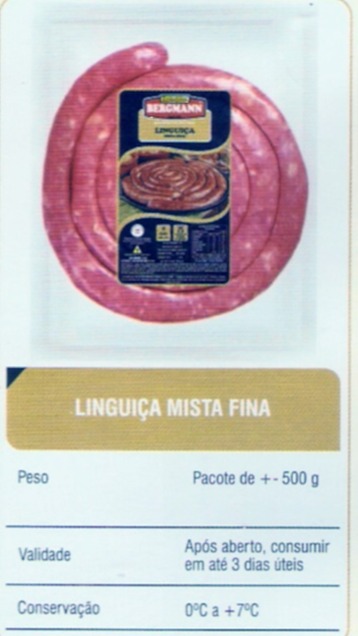 BERGMANN
LINGUIÇA
LINGUIÇA MISTA FINA
Peso
Pacote de +- 500 g
Validade
Após aberto, consumir
em até 3 dias úteis
Conservação
0ºC a +7ºC